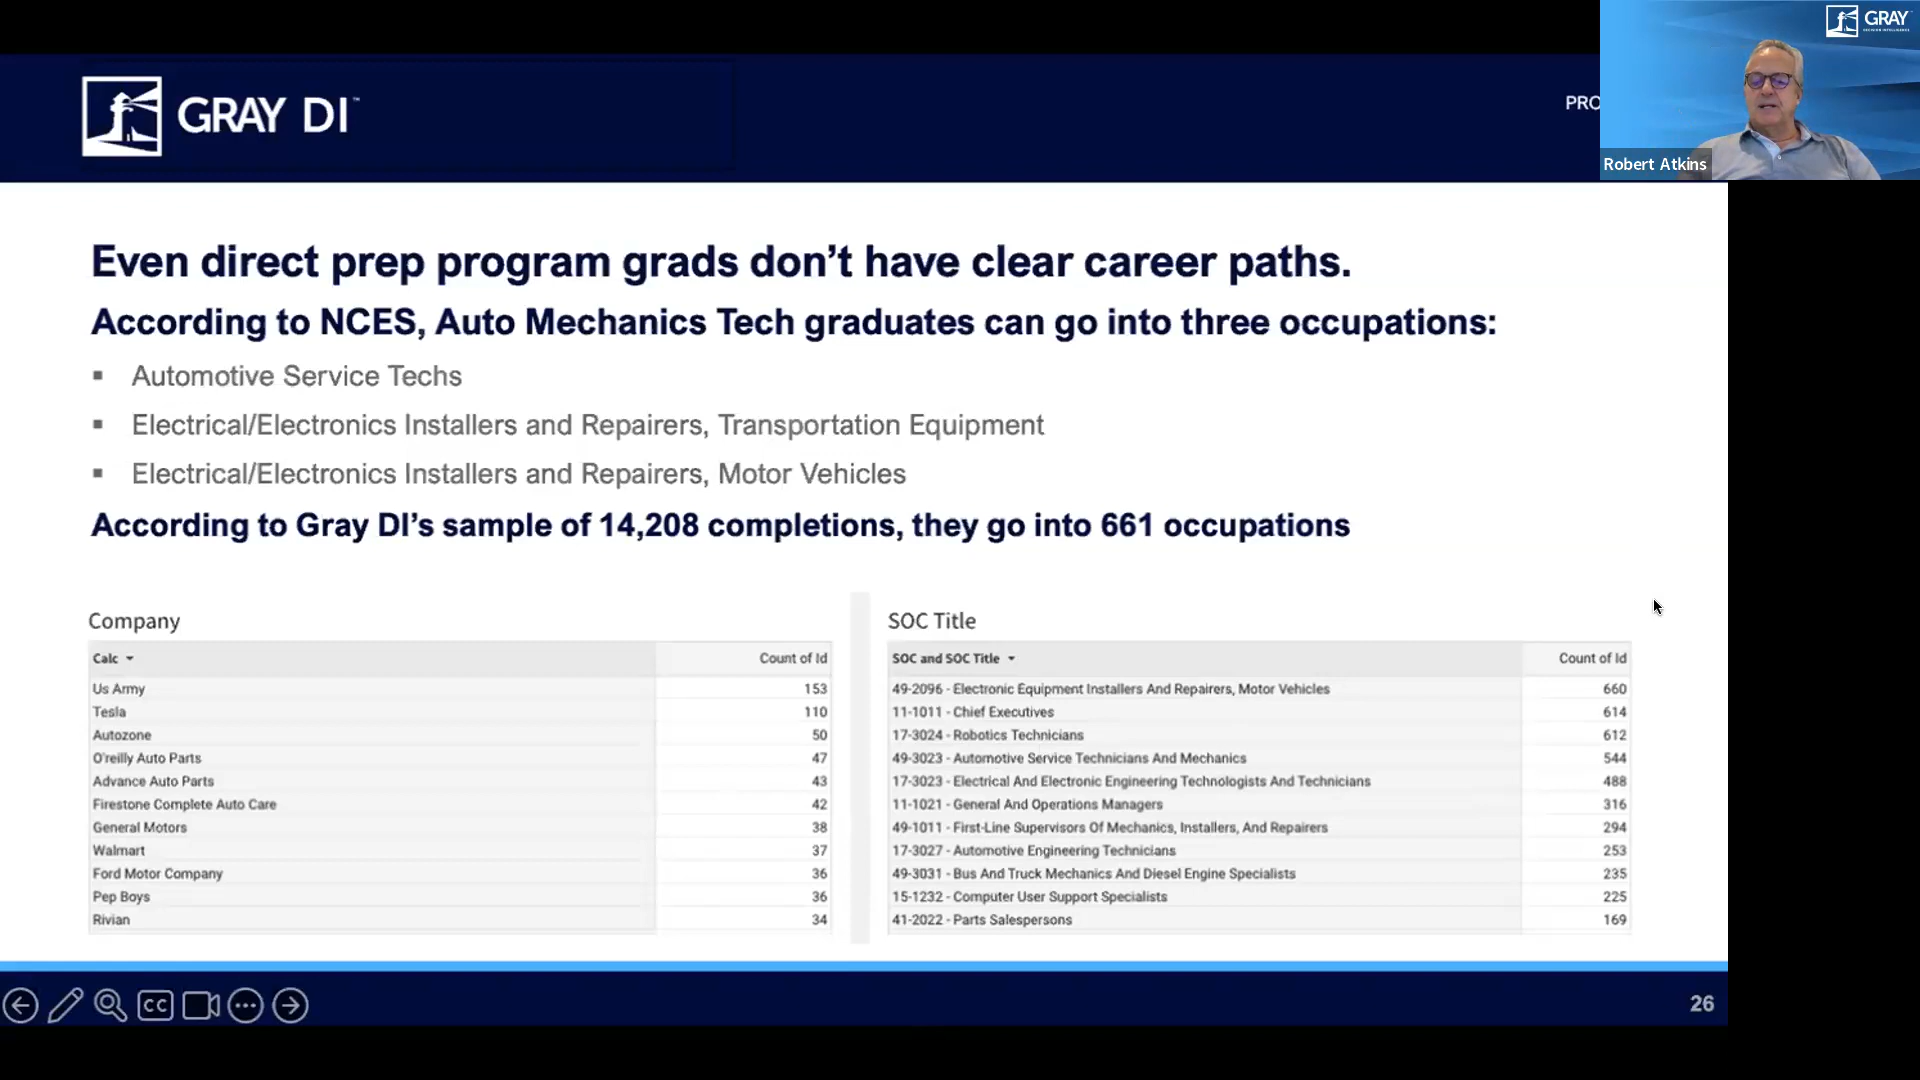 GRAY DI™
PRO
GRAY
Robert Atkins
Even direct prep program grads don’t have clear career paths.
According to NCES, Auto Mechanics Tech graduates can go into three occupations:
▪ Automotive Service Techs
▪ Electrical/Electronics Installers and Repairers, Transportation Equipment
▪ Electrical/Electronics Installers and Repairers, Motor Vehicles
According to Gray DI’s sample of 14,208 completions, they go into 661 occupations
Company
Calc Count of Id
Us Army 153
Tesla 110
Autozone 50
O'reilly Auto Parts 47
Advance Auto Parts 43
Firestone Complete Auto Care 42
General Motors 38
Walmart 37
Ford Motor Company 36
Pep Boys 36
Rivian 34
SOC Title
SOC and SOC Title Count of Id
49-2096 - Electronic Equipment Installers And Repairers, Motor Vehicles 660
11-1011 - Chief Executives 614
17-3024 - Robotics Technicians 612
49-3023 - Automotive Service Technicians And Mechanics 544
17-3023 - Electrical And Electronic Engineering Technologists And Technicians 488
11-1021 - General And Operations Managers 316
49-1011 - First-Line Supervisors Of Mechanics, Installers, And Repairers 294
17-3027 - Automotive Engineering Technicians 253
49-3031 - Bus And Truck Mechanics And Diesel Engine Specialists 235
15-1232 - Computer User Support Specialists 225
41-2022 - Parts Salespersons 169
CC
26